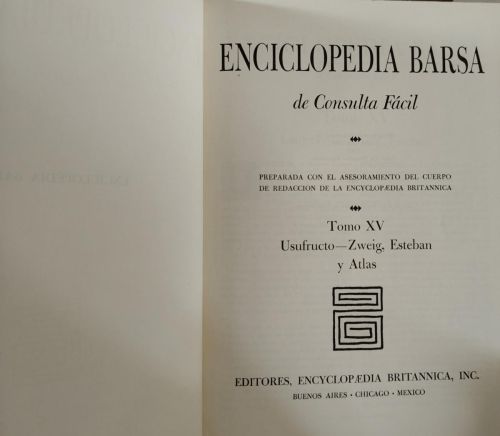 ENCICLOPEDIA BARSA
de Consulta Fácil
PREPARADA CON EL ASESORAMIENTO DEL CUERPO
DE REDACCION DE LA ENCYCLOPÆDIA BRITANNICA
Tomo XV
Usufructo—Zweig, Esteban
y Atlas
EDITORES, ENCYCLOPÆDIA BRITANNICA, INC.
BUENOS AIRES • CHICAGO • MEXICO